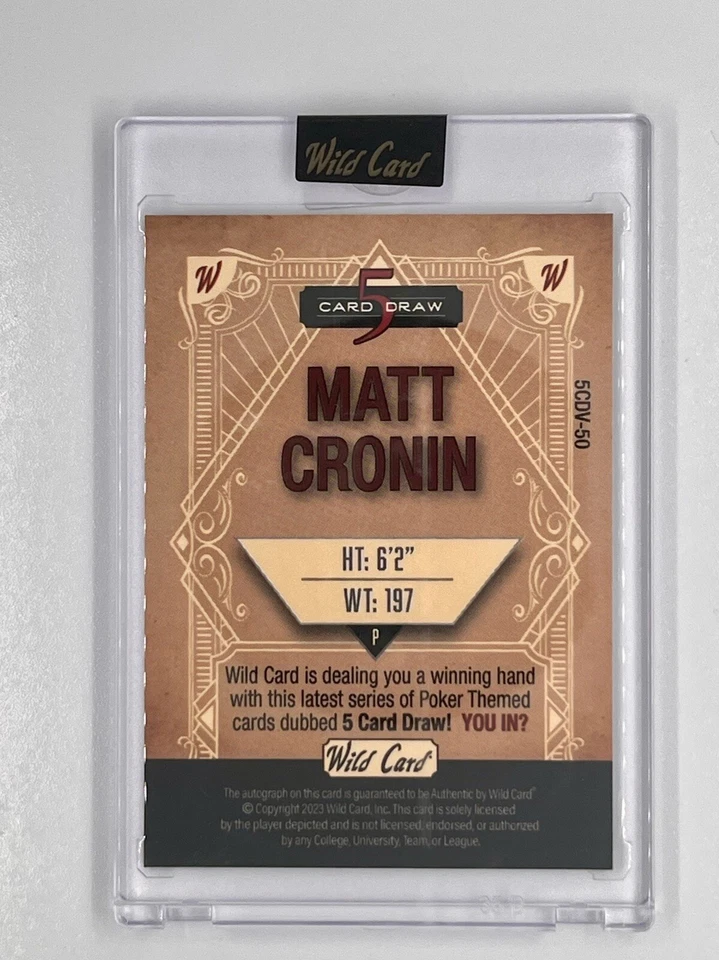 Wild Card
W
W
5
CARD DRAW
MATT
CRONIN
5CDV-50
HT: 6'2"
WT: 197
P
Wild Card is dealing you a winning hand
with this latest series of Poker Themed
cards dubbed 5 Card Draw! YOU IN?
Wild Card®
The autograph on this card is guaranteed to be Authentic by Wild Card®
© Copyright 2023 Wild Card, Inc. This card is solely licensed
by the player depicted and is not licensed, endorsed, or authorized
by any College, University, Team, or League.